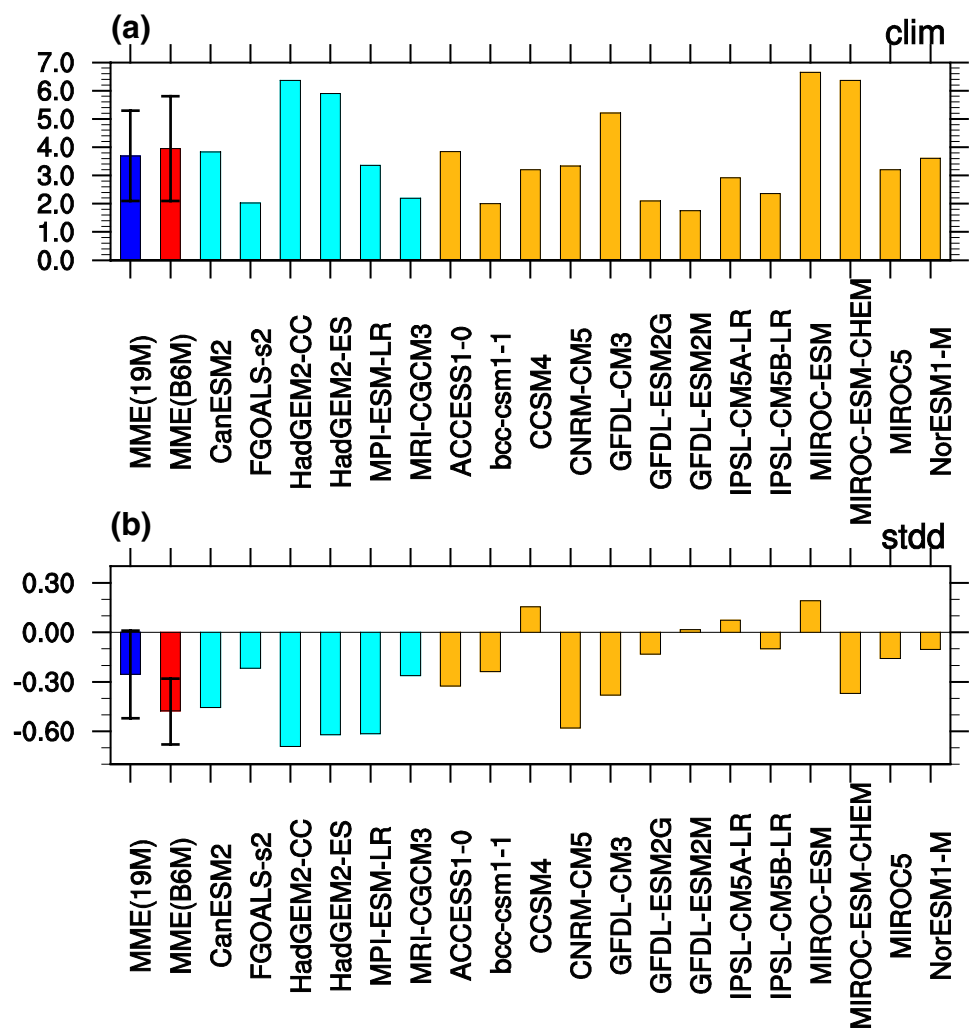 (a)
clim
7.0
6.0
5.0
4.0
3.0
2.0
1.0
0.0
MME(19M)
MME(B6M)
CanESM2
FGOALS-s2
HadGEM2-CC
HadGEM2-ES
MPI-ESM-LR
MRI-CGCM3
ACCESS1-0
bcc-csm1-1
CCSM4
CNRM-CM5
GFDL-CM3
GFDL-ESM2G
GFDL-ESM2M
IPSL-CM5A-LR
IPSL-CM5B-LR
MIROC-ESM
MIROC-ESM-CHEM
MIROC5
NorESM1-M
(b)
stdd
0.30
0.00
-0.30
-0.60
MME(19M)
MME(B6M)
CanESM2
FGOALS-s2
HadGEM2-CC
HadGEM2-ES
MPI-ESM-LR
MRI-CGCM3
ACCESS1-0
bcc-csm1-1
CCSM4
CNRM-CM5
GFDL-CM3
GFDL-ESM2G
GFDL-ESM2M
IPSL-CM5A-LR
IPSL-CM5B-LR
MIROC-ESM
MIROC-ESM-CHEM
MIROC5
NorESM1-M